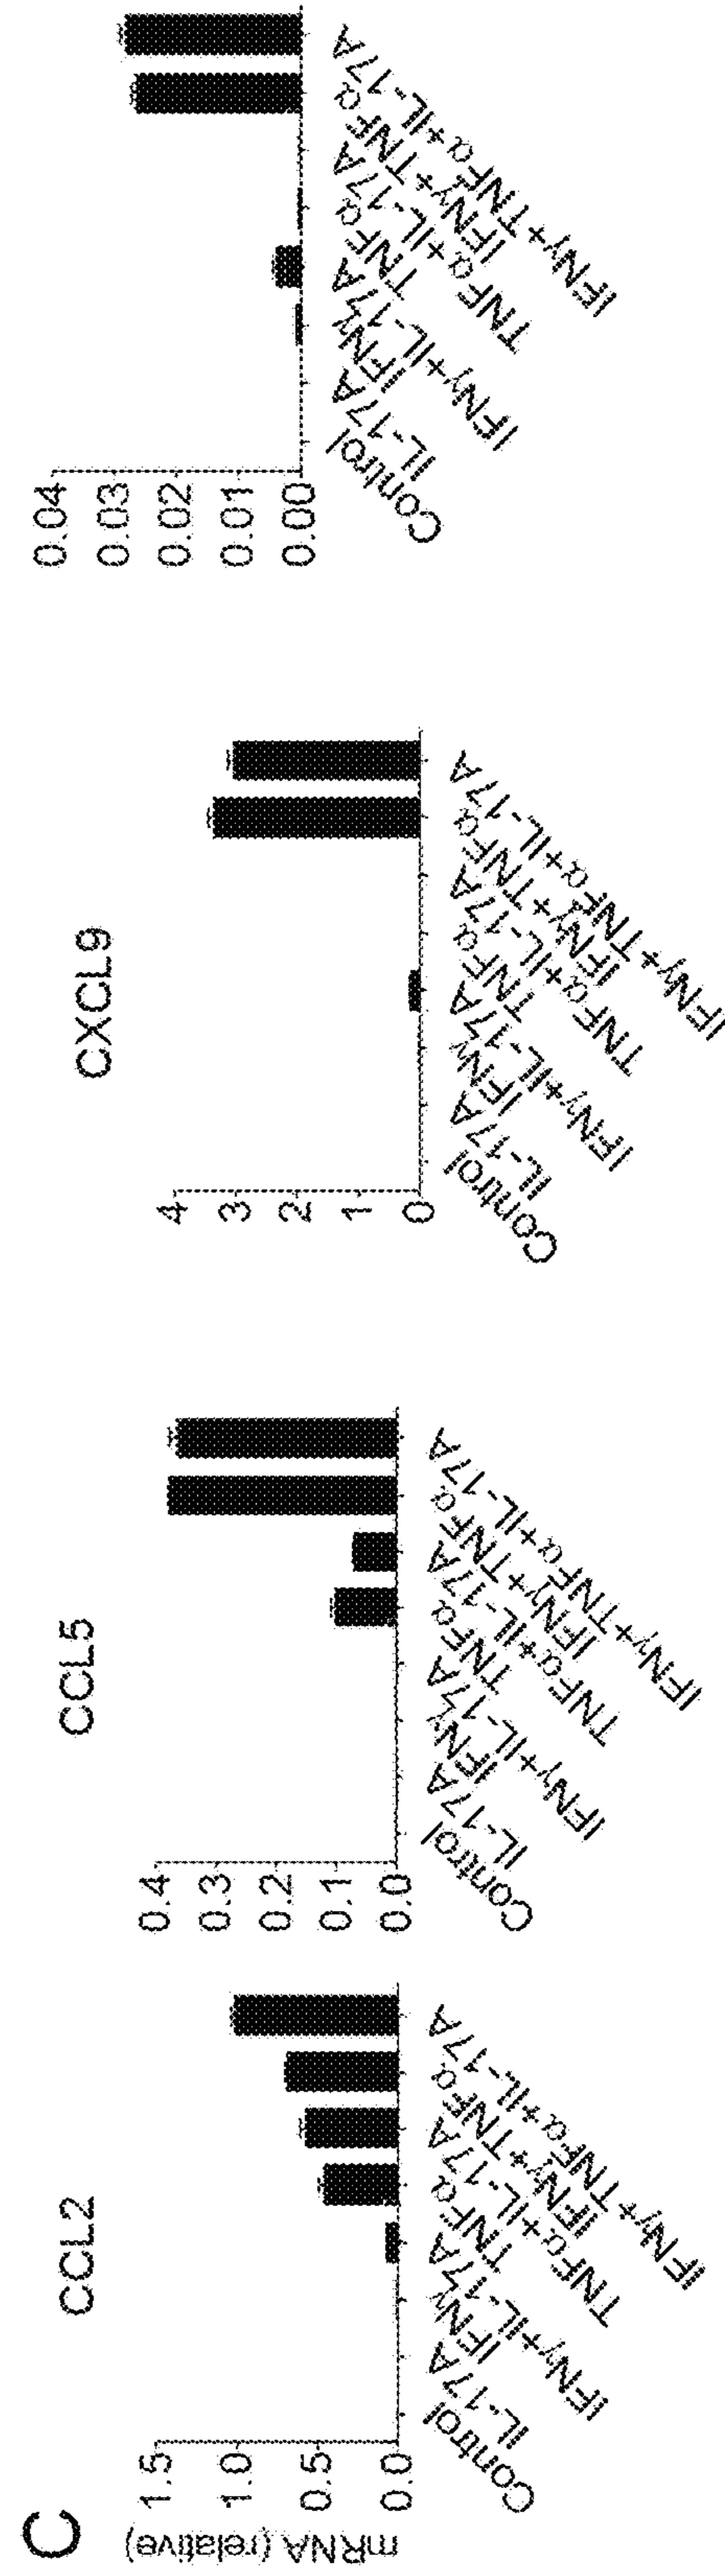 C
CCL2
mRNA (relative)
1.5
1.0
0.5
0.0
Control
IL-17A
IFNγ
IFNγ+IL-17A
TNFα
TNFα+IL-17A
IFNγ+TNFα
IFNγ+TNFα+IL-17A
CCL5
0.4
0.3
0.2
0.1
0.0
Control
IL-17A
IFNγ
IFNγ+IL-17A
TNFα
TNFα+IL-17A
IFNγ+TNFα
IFNγ+TNFα+IL-17A
CXCL9
4
3
2
1
0
Control
IL-17A
IFNγ
IFNγ+IL-17A
TNFα
TNFα+IL-17A
IFNγ+TNFα
IFNγ+TNFα+IL-17A
0.04
0.03
0.02
0.01
0.00
Control
IL-17A
IFNγ
IFNγ+IL-17A
TNFα
TNFα+IL-17A
IFNγ+TNFα
IFNγ+TNFα+IL-17A